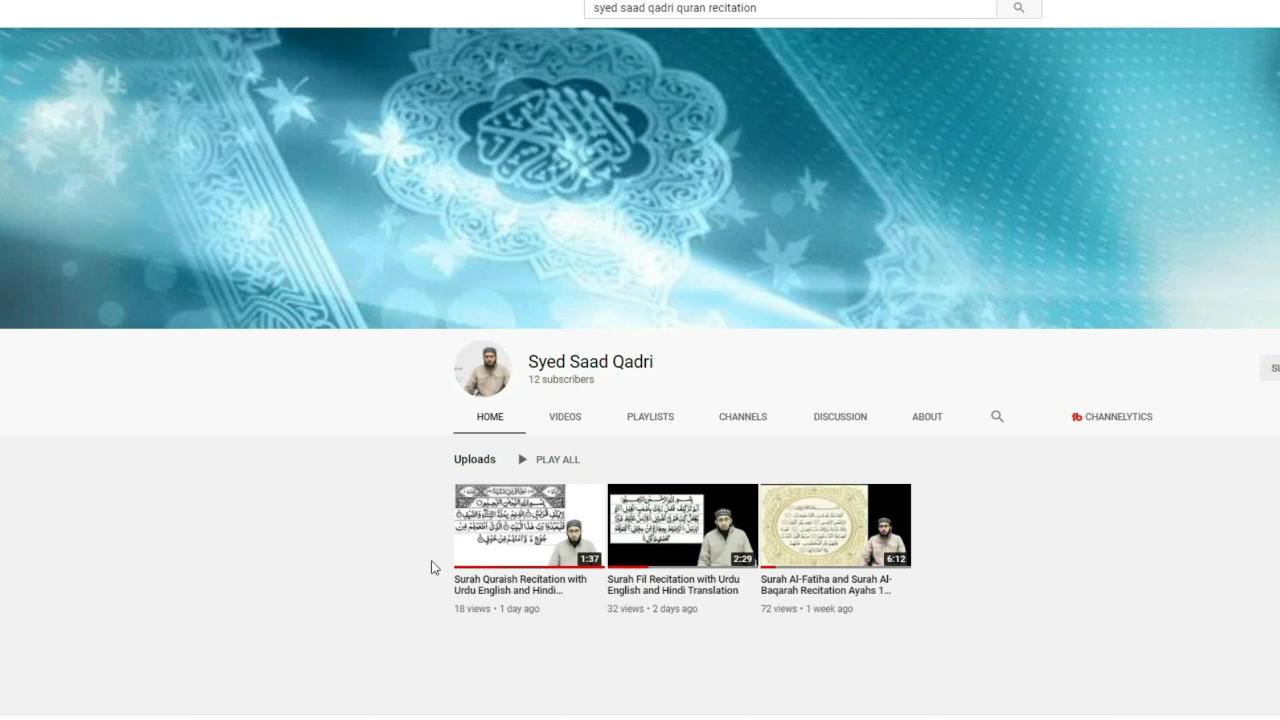 syed saad qadri quran recitation
Syed Saad Qadri
12 subscribers
HOME VIDEOS PLAYLISTS CHANNELS DISCUSSION ABOUT CHANNELYTICS
Uploads PLAY ALL
1:37 2:29 6:12
Surah Quraish Recitation with
Urdu English and Hindi...
18 views • 1 day ago
Surah Fil Recitation with Urdu
English and Hindi Translation
32 views • 2 days ago
Surah Al-Fatiha and Surah Al-
Baqarah Recitation Ayahs 1...
72 views • 1 week ago